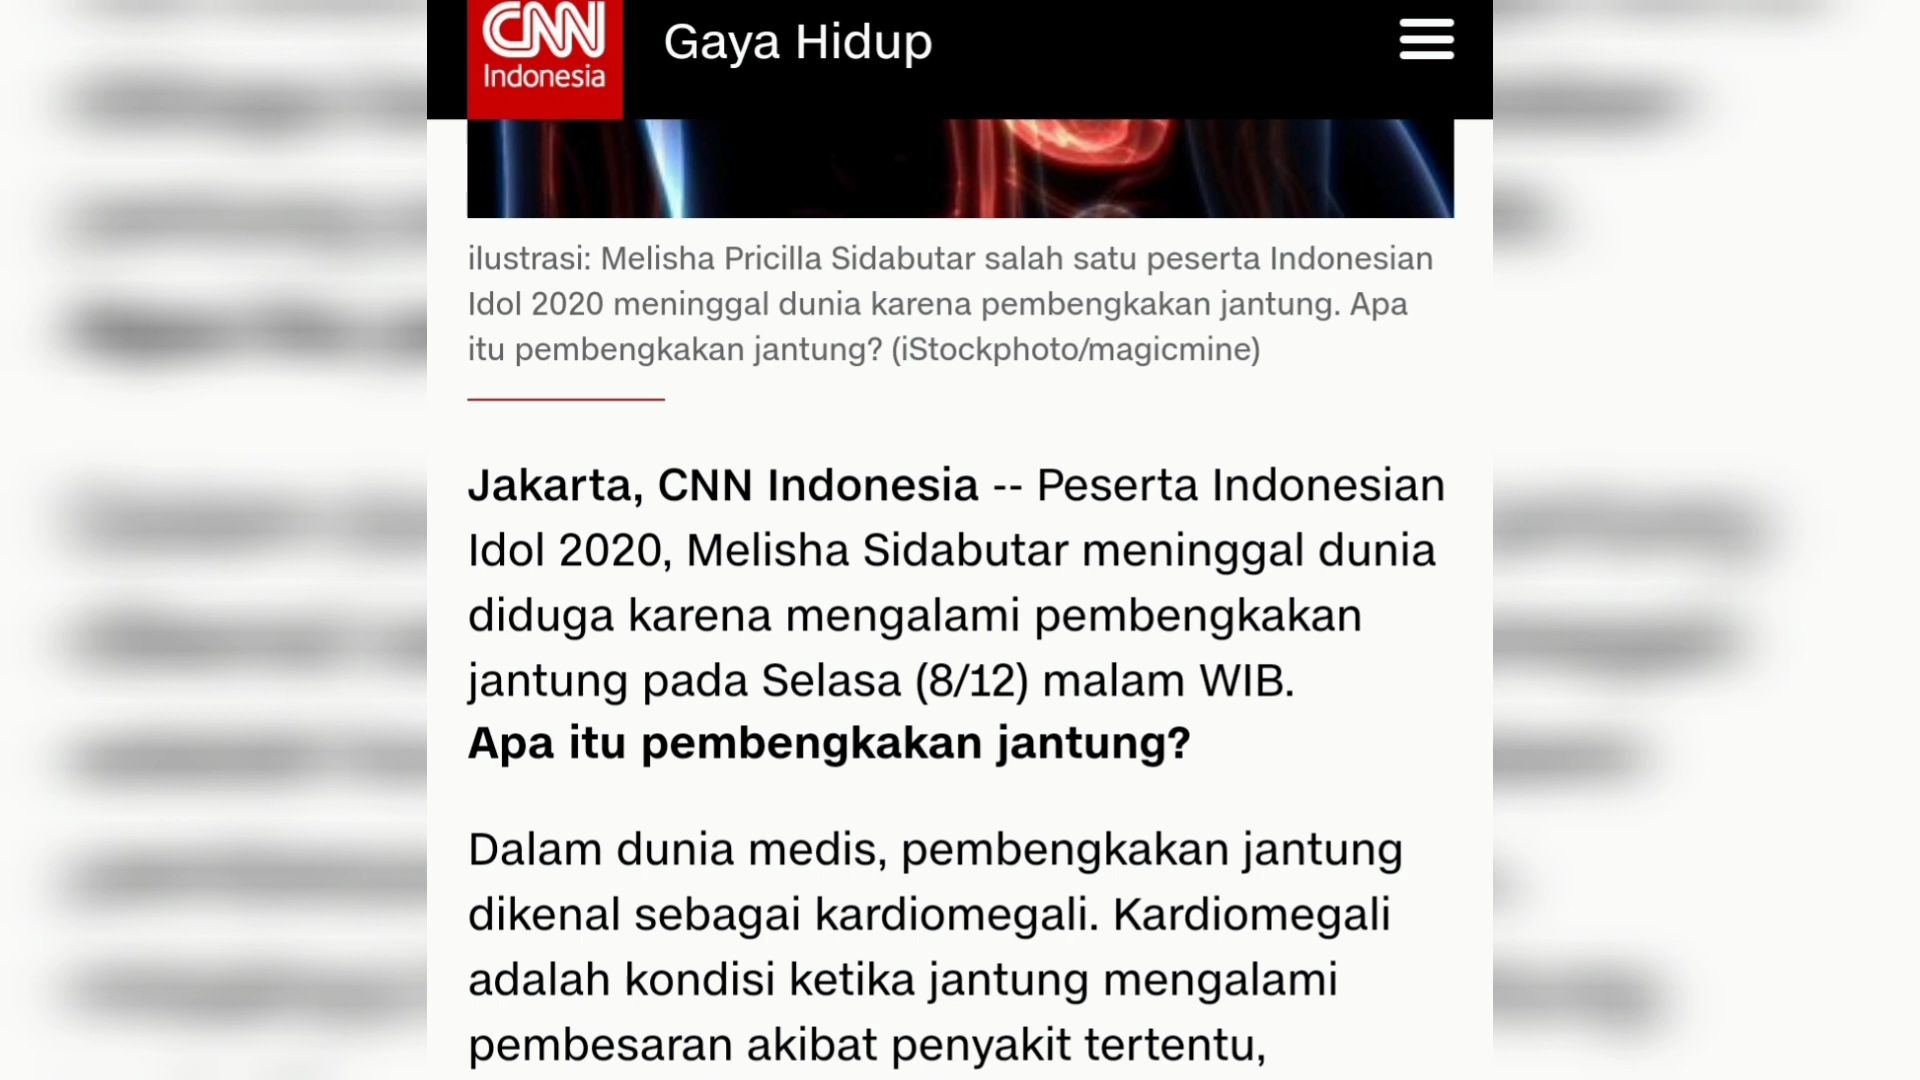 CNN
Indonesia
Gaya Hidup
ilustrasi: Melisha Pricilla Sidabutar salah satu peserta Indonesian
Idol 2020 meninggal dunia karena pembengkakan jantung. Apa
itu pembengkakan jantung? (iStockphoto/magicmine)
Jakarta, CNN Indonesia -- Peserta Indonesian
Idol 2020, Melisha Sidabutar meninggal dunia
diduga karena mengalami pembengkakan
jantung pada Selasa (8/12) malam WIB.
Apa itu pembengkakan jantung?
Dalam dunia medis, pembengkakan jantung
dikenal sebagai kardiomegali. Kardiomegali
adalah kondisi ketika jantung mengalami
pembesaran akibat penyakit tertentu,